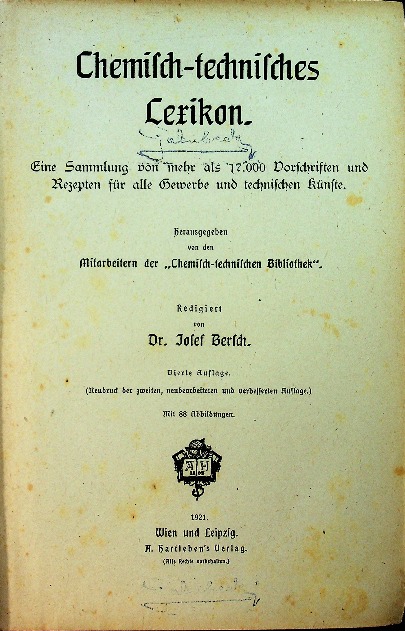 Chemisch-technisches
Lexikon.
Eine Sammlung von mehr als 17.000 Vorschriften und
Rezepten für alle Gewerbe und technischen Künste.
Herausgegeben
von den
Mitarbeitern der „Chemisch-technischen Bibliothek“.
Redigiert
von
Dr. Josef Bersch.
Vierte Auflage.
(Neudruck der zweiten, neubearbeiteten und verbesserten Auflage.)
Mit 88 Abbildungen.
A H
1921.
Wien und Leipzig.
A. Hartleben's Verlag.
(Alle Rechte vorbehalten.)